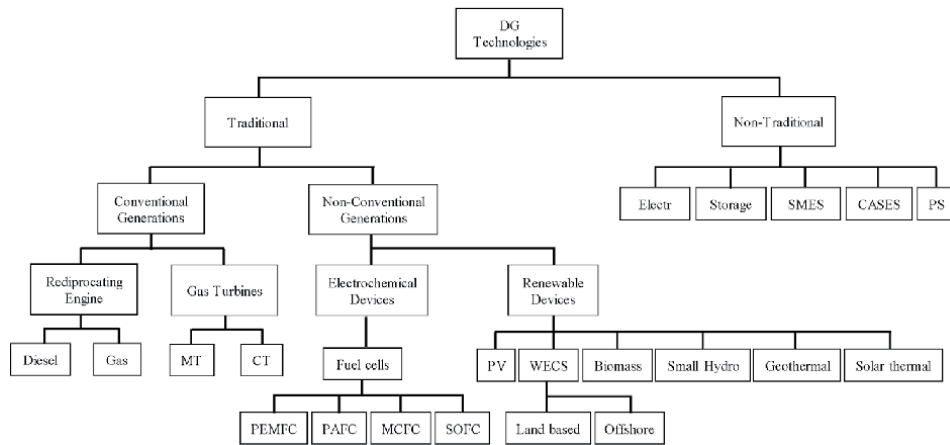 DG
Technologies
Traditional
Non-Traditional
Conventional
Generations
Non-Conventional
Generations
Electr
Storage
SMES
CASES
PS
Rediprocating
Engine
Gas Turbines
Electrochemical
Devices
Renewable
Devices
Diesel
Gas
MT
CT
Fuel cells
PV
WECS
Biomass
Small Hydro
Geothermal
Solar thermal
PEMFC
PAFC
MCFC
SOFC
Land based
Offshore